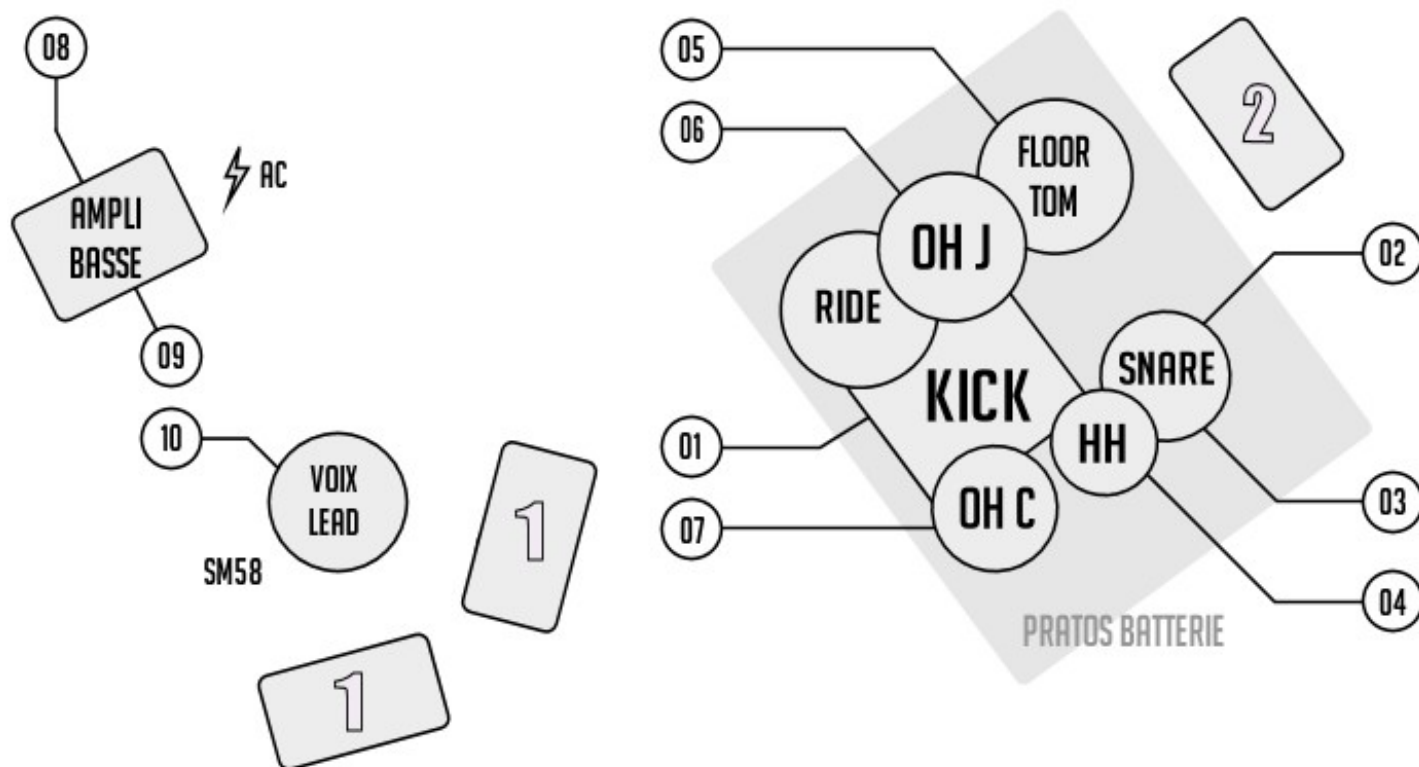 08
AMPLI
BASSE
AC
09
10
VOIX
LEAD
SM58
1
1
05
06
FLOOR
TOM
OH J
RIDE
2
02
SNARE
KICK
HH
01
OH C
07
03
04
PRATOS BATTERIE